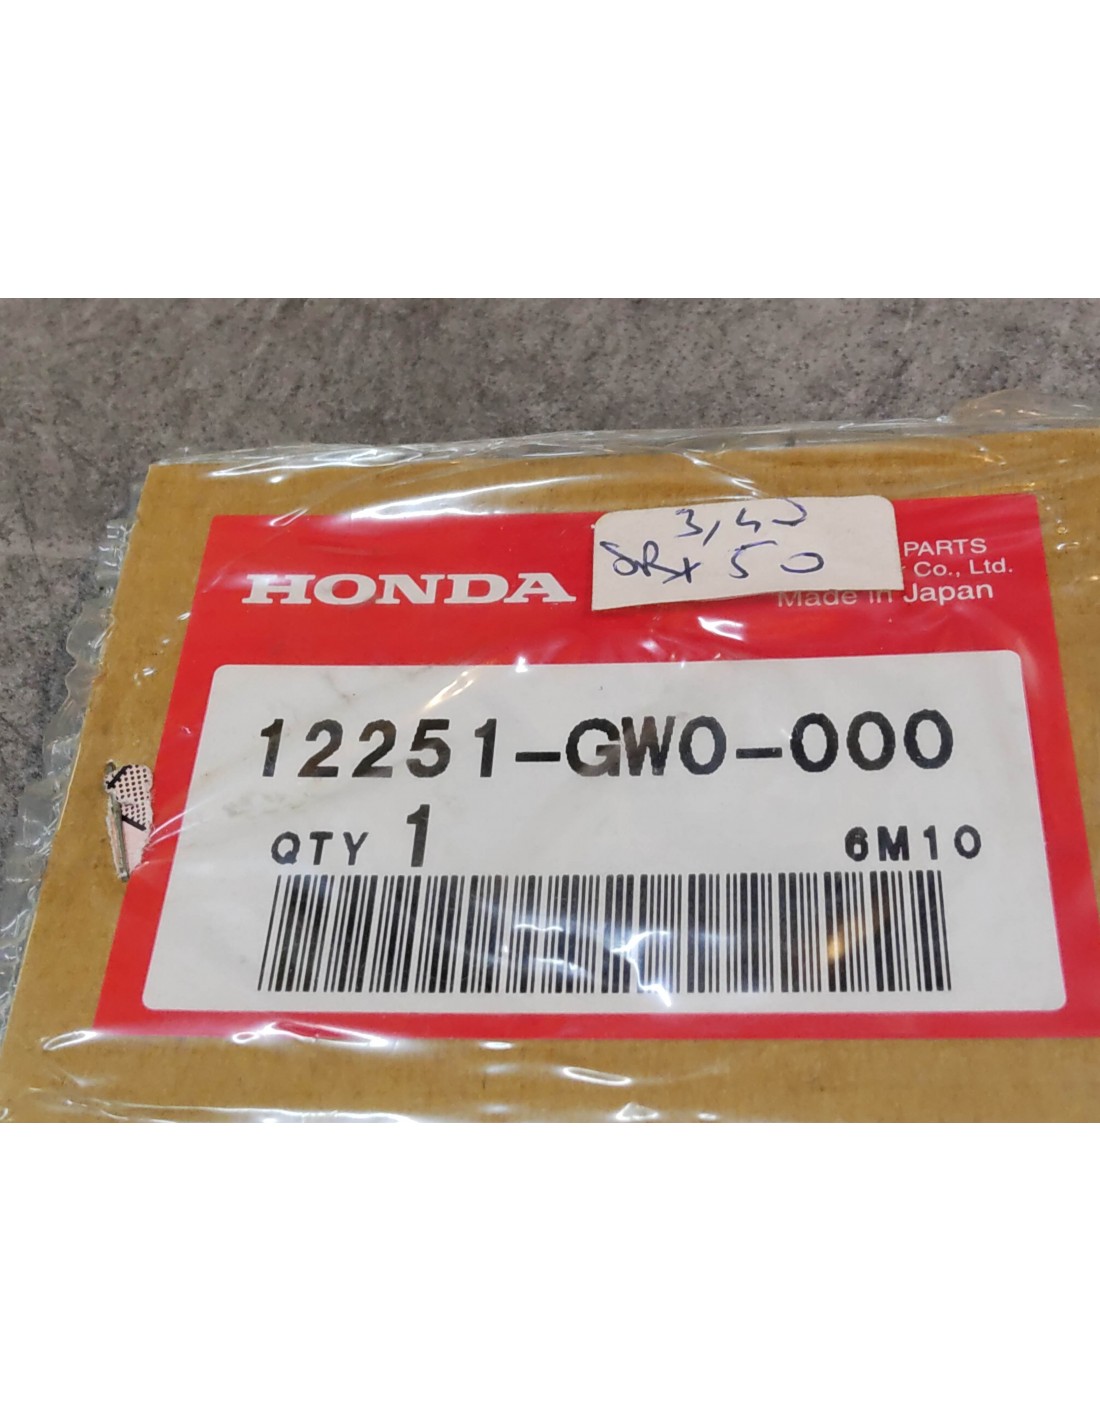 3,40
SRX 50
HONDA
PARTS
Co., Ltd.
Made in Japan
12251-GW0-000
QTY 1 6M10